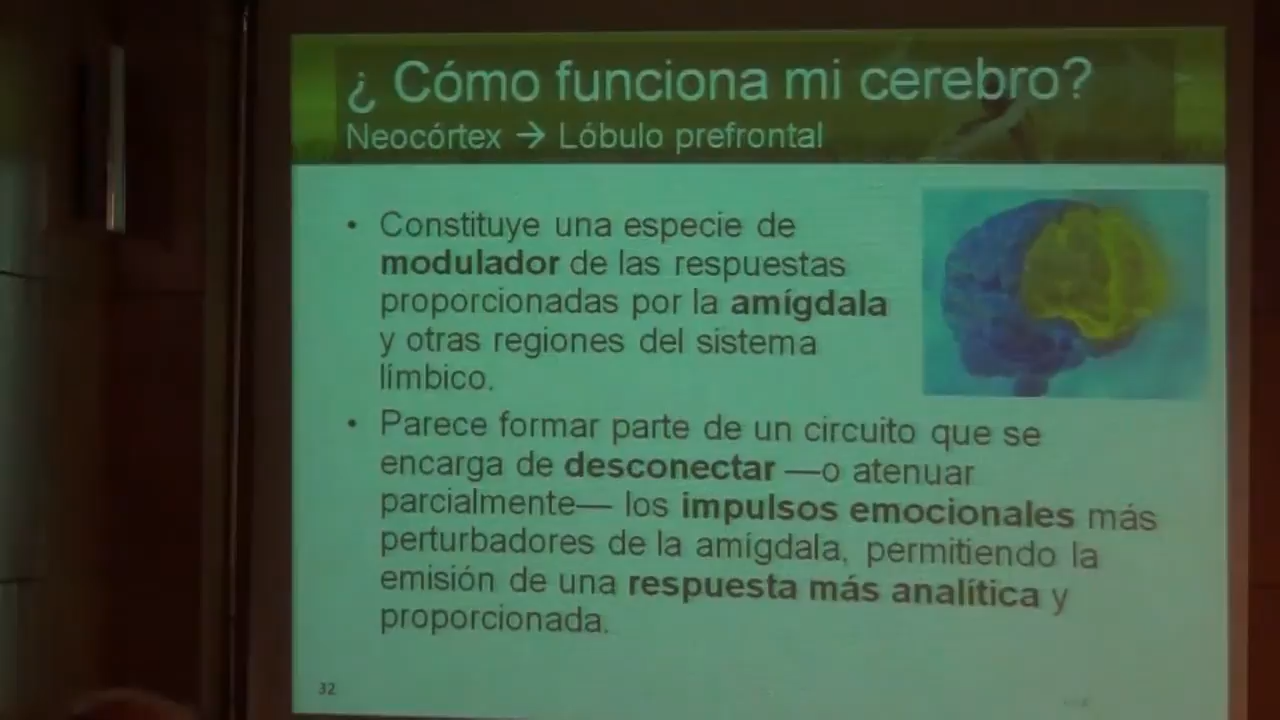 ¿ Cómo funciona mi cerebro?
Neocórtex → Lóbulo prefrontal
• Constituye una especie de
modulador de las respuestas
proporcionadas por la amígdala
y otras regiones del sistema
límbico.
• Parece formar parte de un circuito que se
encarga de desconectar —o atenuar
parcialmente— los impulsos emocionales más
perturbadores de la amígdala, permitiendo la
emisión de una respuesta más analítica y
proporcionada.
32